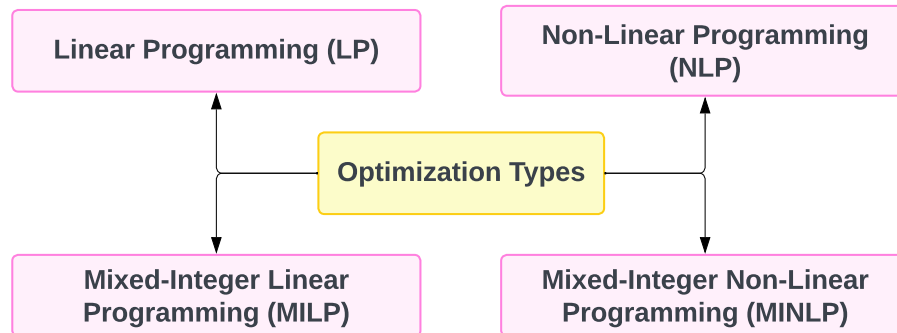 Linear Programming (LP)
Non-Linear Programming
(NLP)
Optimization Types
Mixed-Integer Linear
Programming (MILP)
Mixed-Integer Non-Linear
Programming (MINLP)